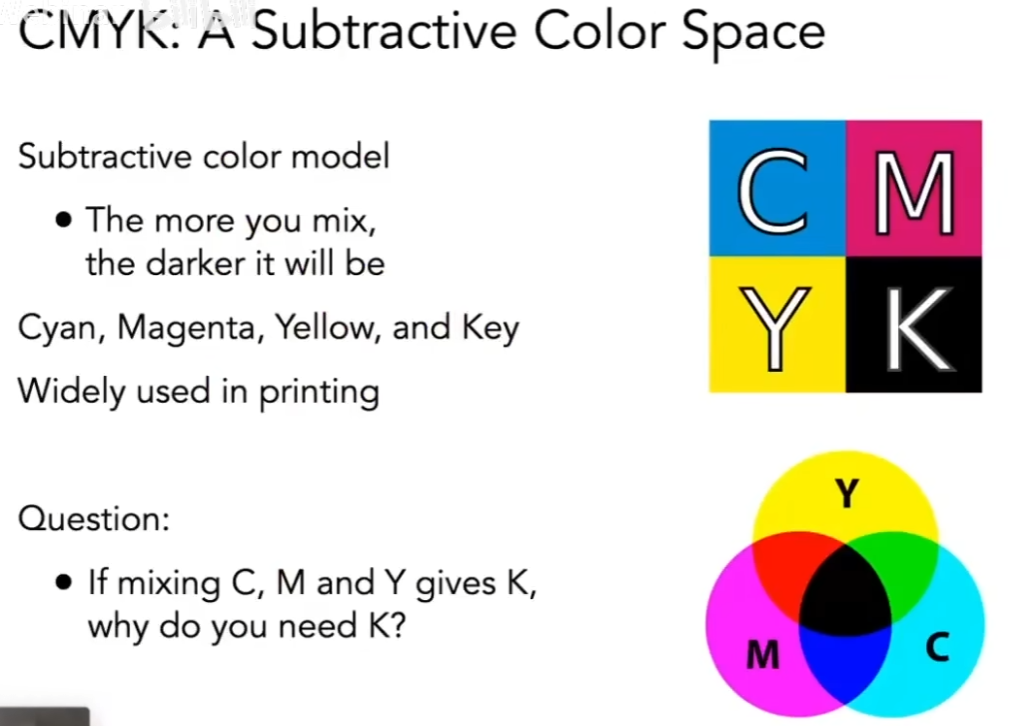 CMYK: A Subtractive Color Space
Subtractive color model
• The more you mix,
the darker it will be
Cyan, Magenta, Yellow, and Key
Widely used in printing
Question:
• If mixing C, M and Y gives K,
why do you need K?
C M
Y K
Y
M C